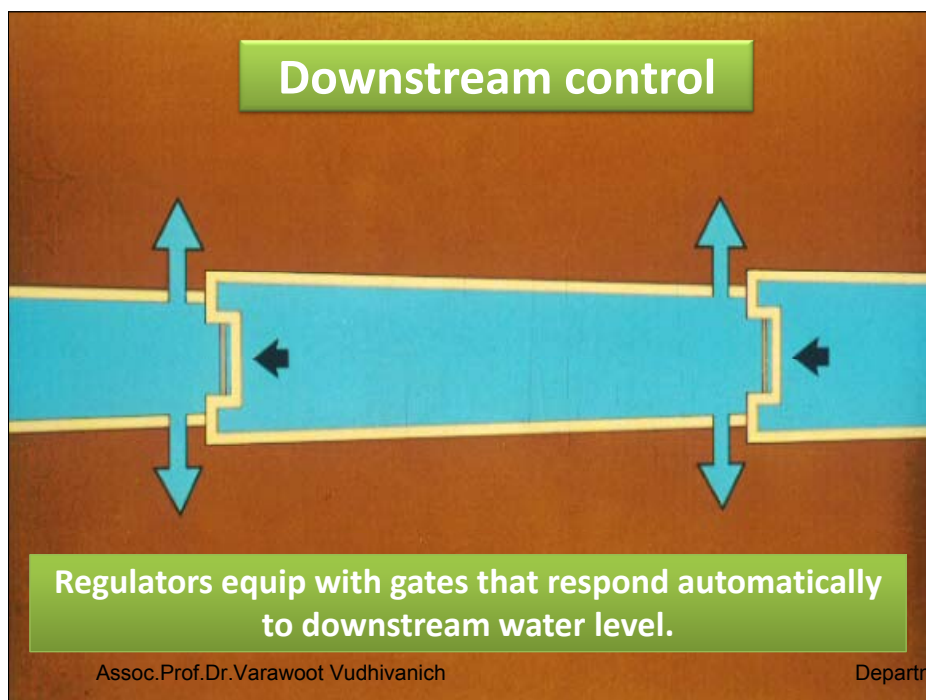 Downstream control
Regulators equip with gates that respond automatically
to downstream water level.
Assoc.Prof.Dr.Varawoot Vudhivanich